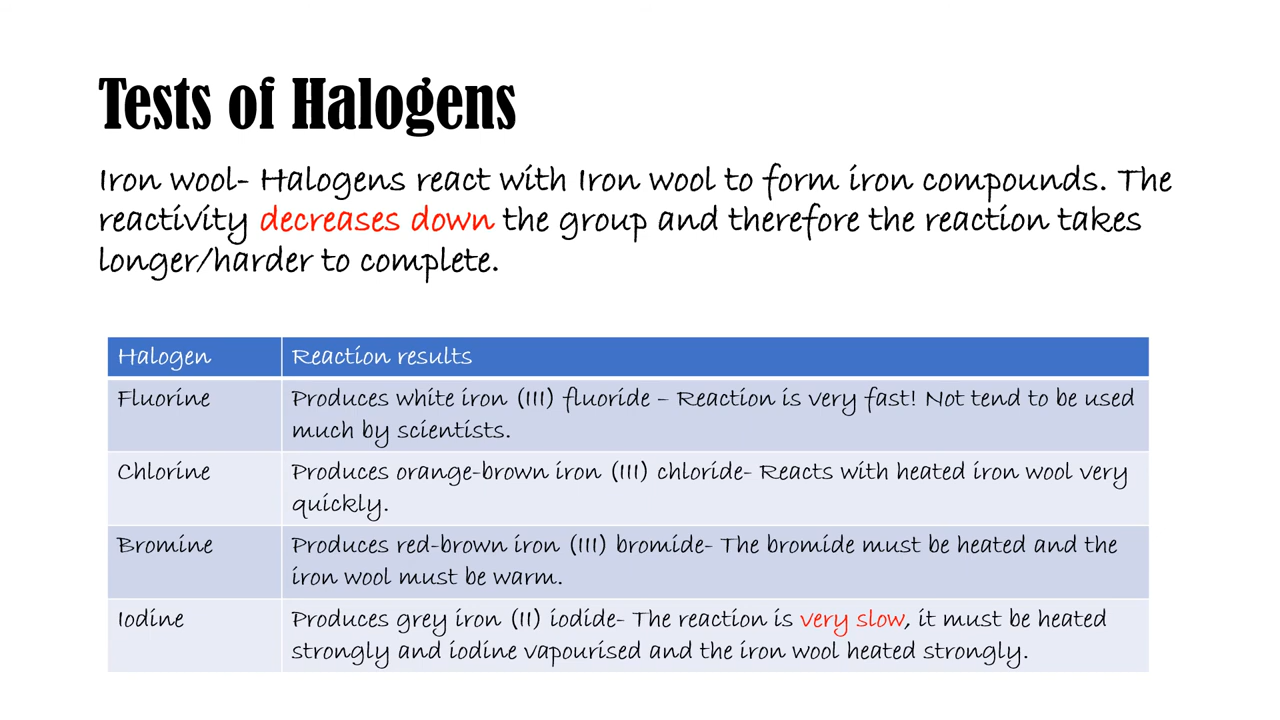 Tests of Halogens
Iron wool- Halogens react with Iron wool to form iron compounds. The
reactivity decreases down the group and therefore the reaction takes
longer/harder to complete.
Halogen Reaction results
Fluorine Produces white iron (III) fluoride – Reaction is very fast! Not tend to be used
much by scientists.
Chlorine Produces orange-brown iron (III) chloride- Reacts with heated iron wool very
quickly.
Bromine Produces red-brown iron (III) bromide- The bromide must be heated and the
iron wool must be warm.
Iodine Produces grey iron (II) iodide- The reaction is very slow, it must be heated
strongly and iodine vapourised and the iron wool heated strongly.